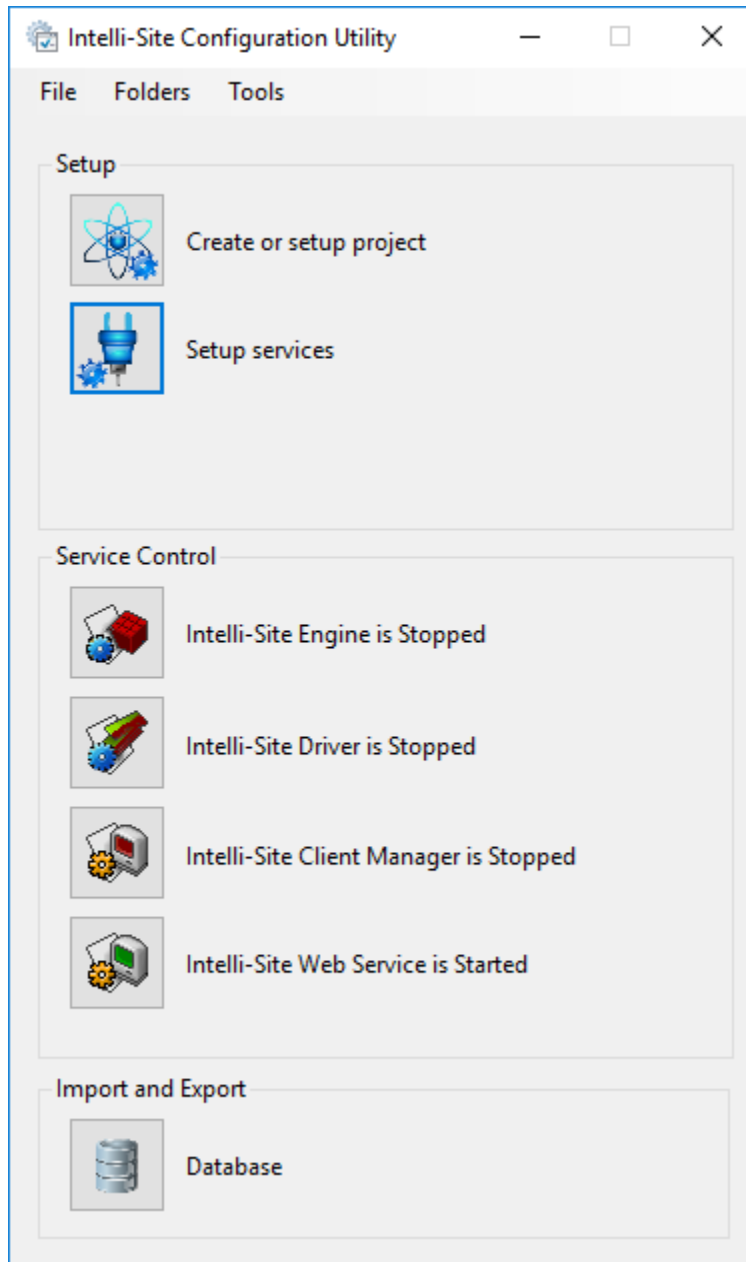 Intelli-Site Configuration Utility
File Folders Tools
Setup
Create or setup project
Setup services
Service Control
Intelli-Site Engine is Stopped
Intelli-Site Driver is Stopped
Intelli-Site Client Manager is Stopped
Intelli-Site Web Service is Started
Import and Export
Database